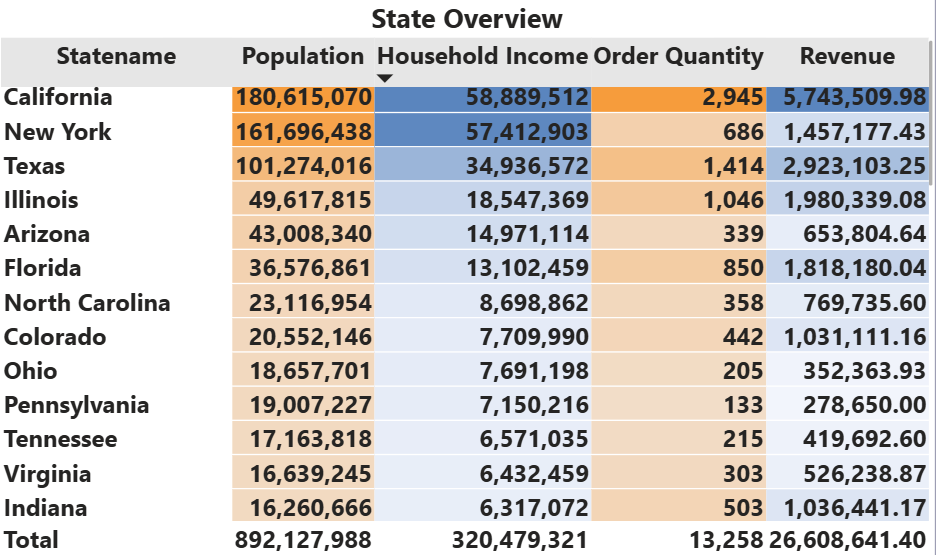 State Overview
Statename Population Household Income Order Quantity Revenue
California 180,615,070 58,889,512 2,945 5,743,509.98
New York 161,696,438 57,412,903 686 1,457,177.43
Texas 101,274,016 34,936,572 1,414 2,923,103.25
Illinois 49,617,815 18,547,369 1,046 1,980,339.08
Arizona 43,008,340 14,971,114 339 653,804.64
Florida 36,576,861 13,102,459 850 1,818,180.04
North Carolina 23,116,954 8,698,862 358 769,735.60
Colorado 20,552,146 7,709,990 442 1,031,111.16
Ohio 18,657,701 7,691,198 205 352,363.93
Pennsylvania 19,007,227 7,150,216 133 278,650.00
Tennessee 17,163,818 6,571,035 215 419,692.60
Virginia 16,639,245 6,432,459 303 526,238.87
Indiana 16,260,666 6,317,072 503 1,036,441.17
Total 892,127,988 320,479,321 13,258 26,608,641.40